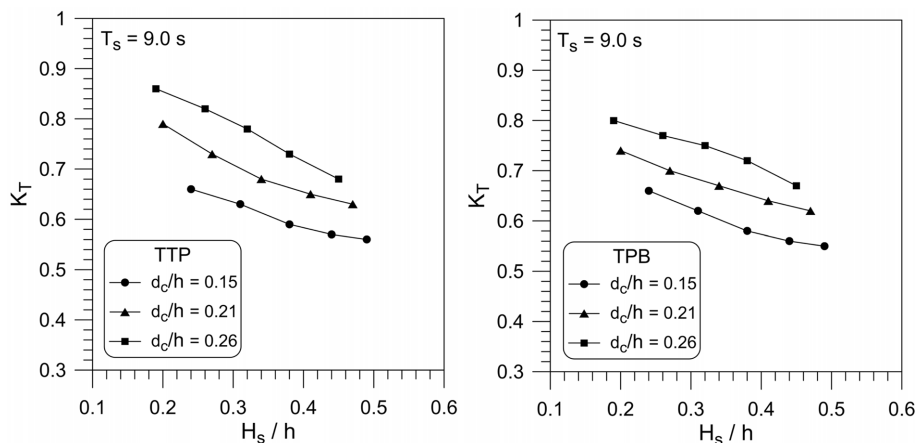 T_s = 9.0 s
1
0.9
0.8
0.7
0.6
0.5
0.4
0.3
K_T
TTP
d_c/h = 0.15
d_c/h = 0.21
d_c/h = 0.26
0.1 0.2 0.3 0.4 0.5 0.6
H_s / h
T_s = 9.0 s
1
0.9
0.8
0.7
0.6
0.5
0.4
0.3
K_T
TPB
d_c/h = 0.15
d_c/h = 0.21
d_c/h = 0.26
0.1 0.2 0.3 0.4 0.5 0.6
H_s / h